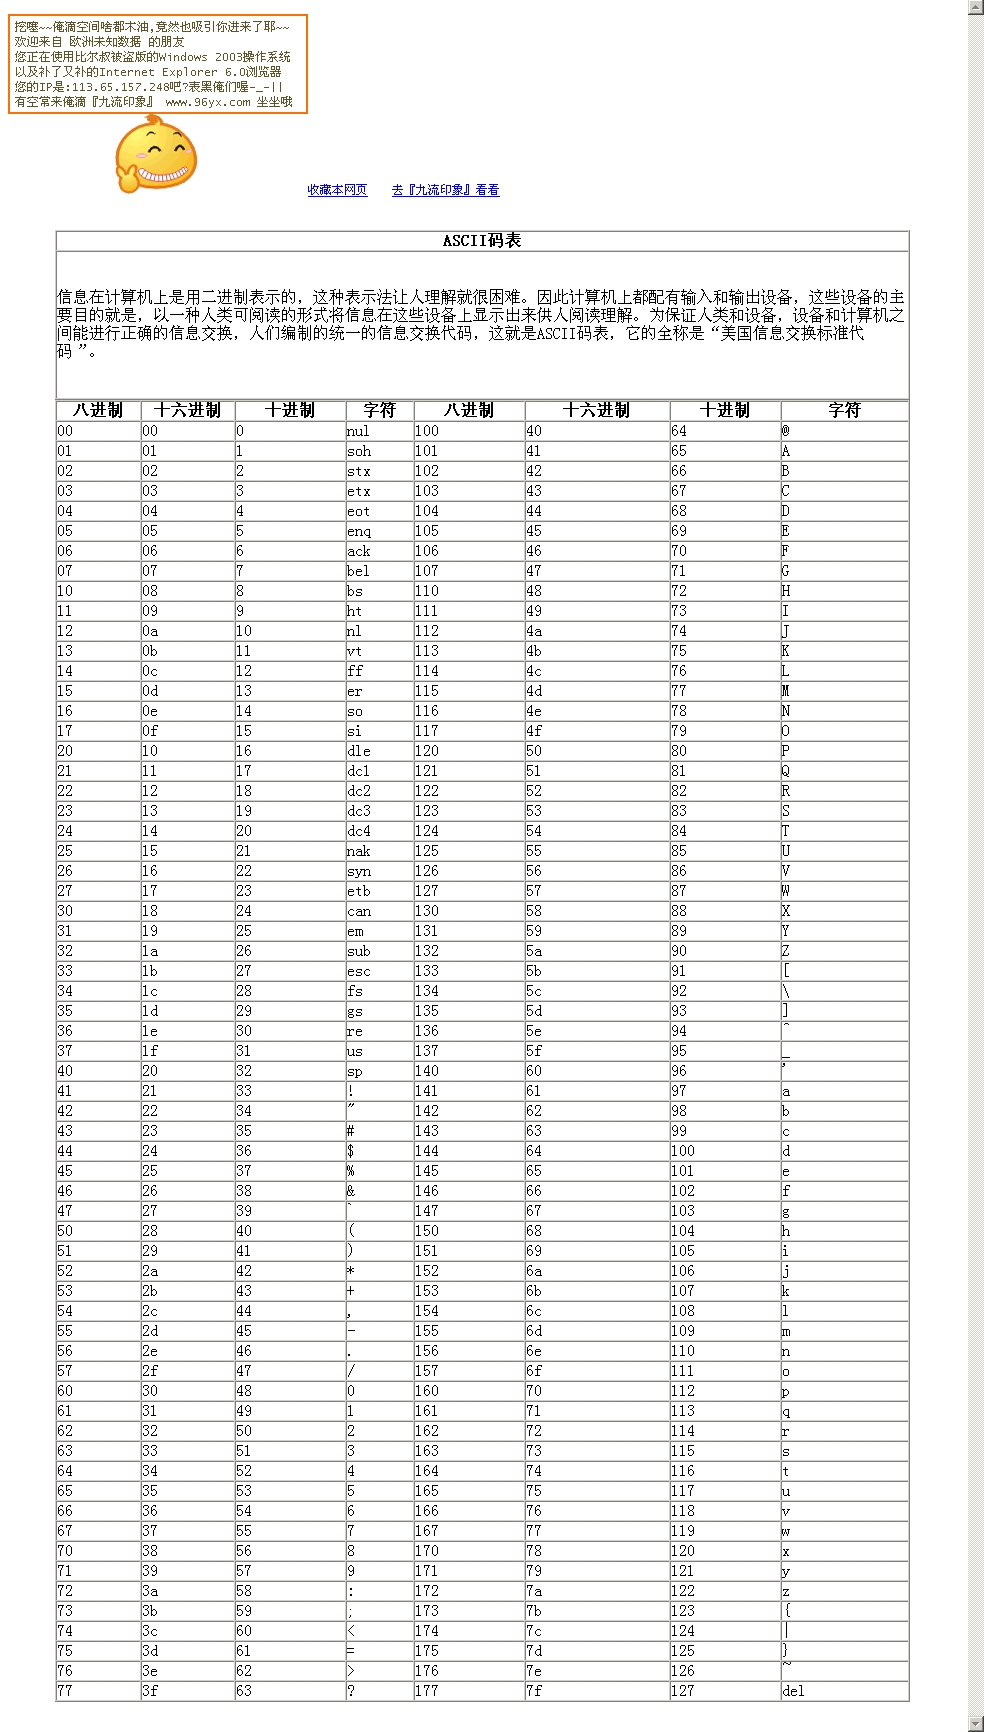 挖噻~~俺滴空间啥都木油,竟然也吸引你进来了耶~~
欢迎来自 欧洲未知数据 的朋友
您正在使用比尔叔被盗版的Windows 2003操作系统
以及补了又补的Internet Explorer 6.0浏览器
您的IP是:113.65.157.248吧?表黑俺们喔-_-||
有空常来俺滴『九流印象』 www.96yx.com 坐坐哦
收藏本网页 去『九流印象』看看
ASCII码表
信息在计算机上是用二进制表示的，这种表示法让人理解就很困难。因此计算机上都配有输入和输出设备，这些设备的主
要目的就是，以一种人类可阅读的形式将信息在这些设备上显示出来供人阅读理解。为保证人类和设备，设备和计算机之
间能进行正确的信息交换，人们编制的统一的信息交换代码，这就是ASCII码表，它的全称是“美国信息交换标准代
码 ”。
八进制 十六进制 十进制 字符 八进制 十六进制 十进制 字符
00 00 0 nul 100 40 64 @
01 01 1 soh 101 41 65 A
02 02 2 stx 102 42 66 B
03 03 3 etx 103 43 67 C
04 04 4 eot 104 44 68 D
05 05 5 enq 105 45 69 E
06 06 6 ack 106 46 70 F
07 07 7 bel 107 47 71 G
10 08 8 bs 110 48 72 H
11 09 9 ht 111 49 73 I
12 0a 10 nl 112 4a 74 J
13 0b 11 vt 113 4b 75 K
14 0c 12 ff 114 4c 76 L
15 0d 13 er 115 4d 77 M
16 0e 14 so 116 4e 78 N
17 0f 15 si 117 4f 79 O
20 10 16 dle 120 50 80 P
21 11 17 dc1 121 51 81 Q
22 12 18 dc2 122 52 82 R
23 13 19 dc3 123 53 83 S
24 14 20 dc4 124 54 84 T
25 15 21 nak 125 55 85 U
26 16 22 syn 126 56 86 V
27 17 23 etb 127 57 87 W
30 18 24 can 130 58 88 X
31 19 25 em 131 59 89 Y
32 1a 26 sub 132 5a 90 Z
33 1b 27 esc 133 5b 91 [
34 1c 28 fs 134 5c 92 \
35 1d 29 gs 135 5d 93 ]
36 1e 30 re 136 5e 94 ^
37 1f 31 us 137 5f 95 _
40 20 32 sp 140 60 96 '
41 21 33 ! 141 61 97 a
42 22 34 " 142 62 98 b
43 23 35 # 143 63 99 c
44 24 36 $ 144 64 100 d
45 25 37 % 145 65 101 e
46 26 38 & 146 66 102 f
47 27 39 ` 147 67 103 g
50 28 40 ( 150 68 104 h
51 29 41 ) 151 69 105 i
52 2a 42 * 152 6a 106 j
53 2b 43 + 153 6b 107 k
54 2c 44 , 154 6c 108 l
55 2d 45 - 155 6d 109 m
56 2e 46 . 156 6e 110 n
57 2f 47 / 157 6f 111 o
60 30 48 0 160 70 112 p
61 31 49 1 161 71 113 q
62 32 50 2 162 72 114 r
63 33 51 3 163 73 115 s
64 34 52 4 164 74 116 t
65 35 53 5 165 75 117 u
66 36 54 6 166 76 118 v
67 37 55 7 167 77 119 w
70 38 56 8 170 78 120 x
71 39 57 9 171 79 121 y
72 3a 58 : 172 7a 122 z
73 3b 59 ; 173 7b 123 {
74 3c 60 < 174 7c 124 |
75 3d 61 = 175 7d 125 }
76 3e 62 > 176 7e 126 ~
77 3f 63 ? 177 7f 127 del